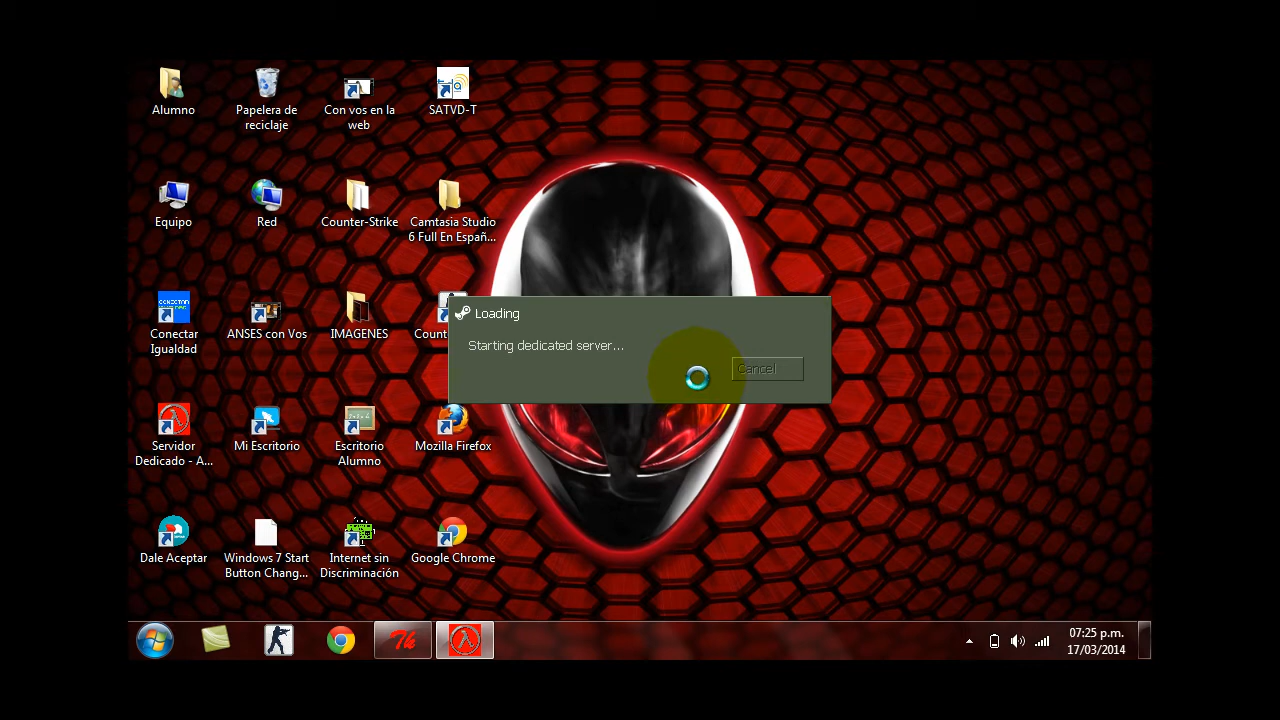 Alumno
Papelera de
reciclaje
Con vos en la
web
SATVD-T
Equipo
Red
Counter-Strike
Camtasia Studio
6 Full En Españ...
Conectar
Igualdad
ANSES con Vos
IMAGENES
Coun
Loading
Starting dedicated server...
Cancel
Servidor
Dedicado - A...
Mi Escritorio
Escritorio
Alumno
Mozilla Firefox
Dale Aceptar
Windows 7 Start
Button Chang...
Internet sin
Discriminación
Google Chrome
Th
07:25 p.m.
17/03/2014